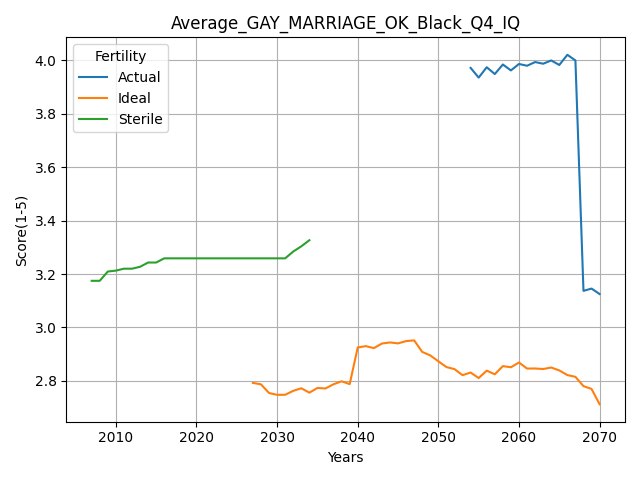 Average_GAY_MARRIAGE_OK_Black_Q4_IQ
Fertility
Actual
Ideal
Sterile
Score(1-5)
4.0
3.8
3.6
3.4
3.2
3.0
2.8
2010 2020 2030 2040 2050 2060 2070
Years